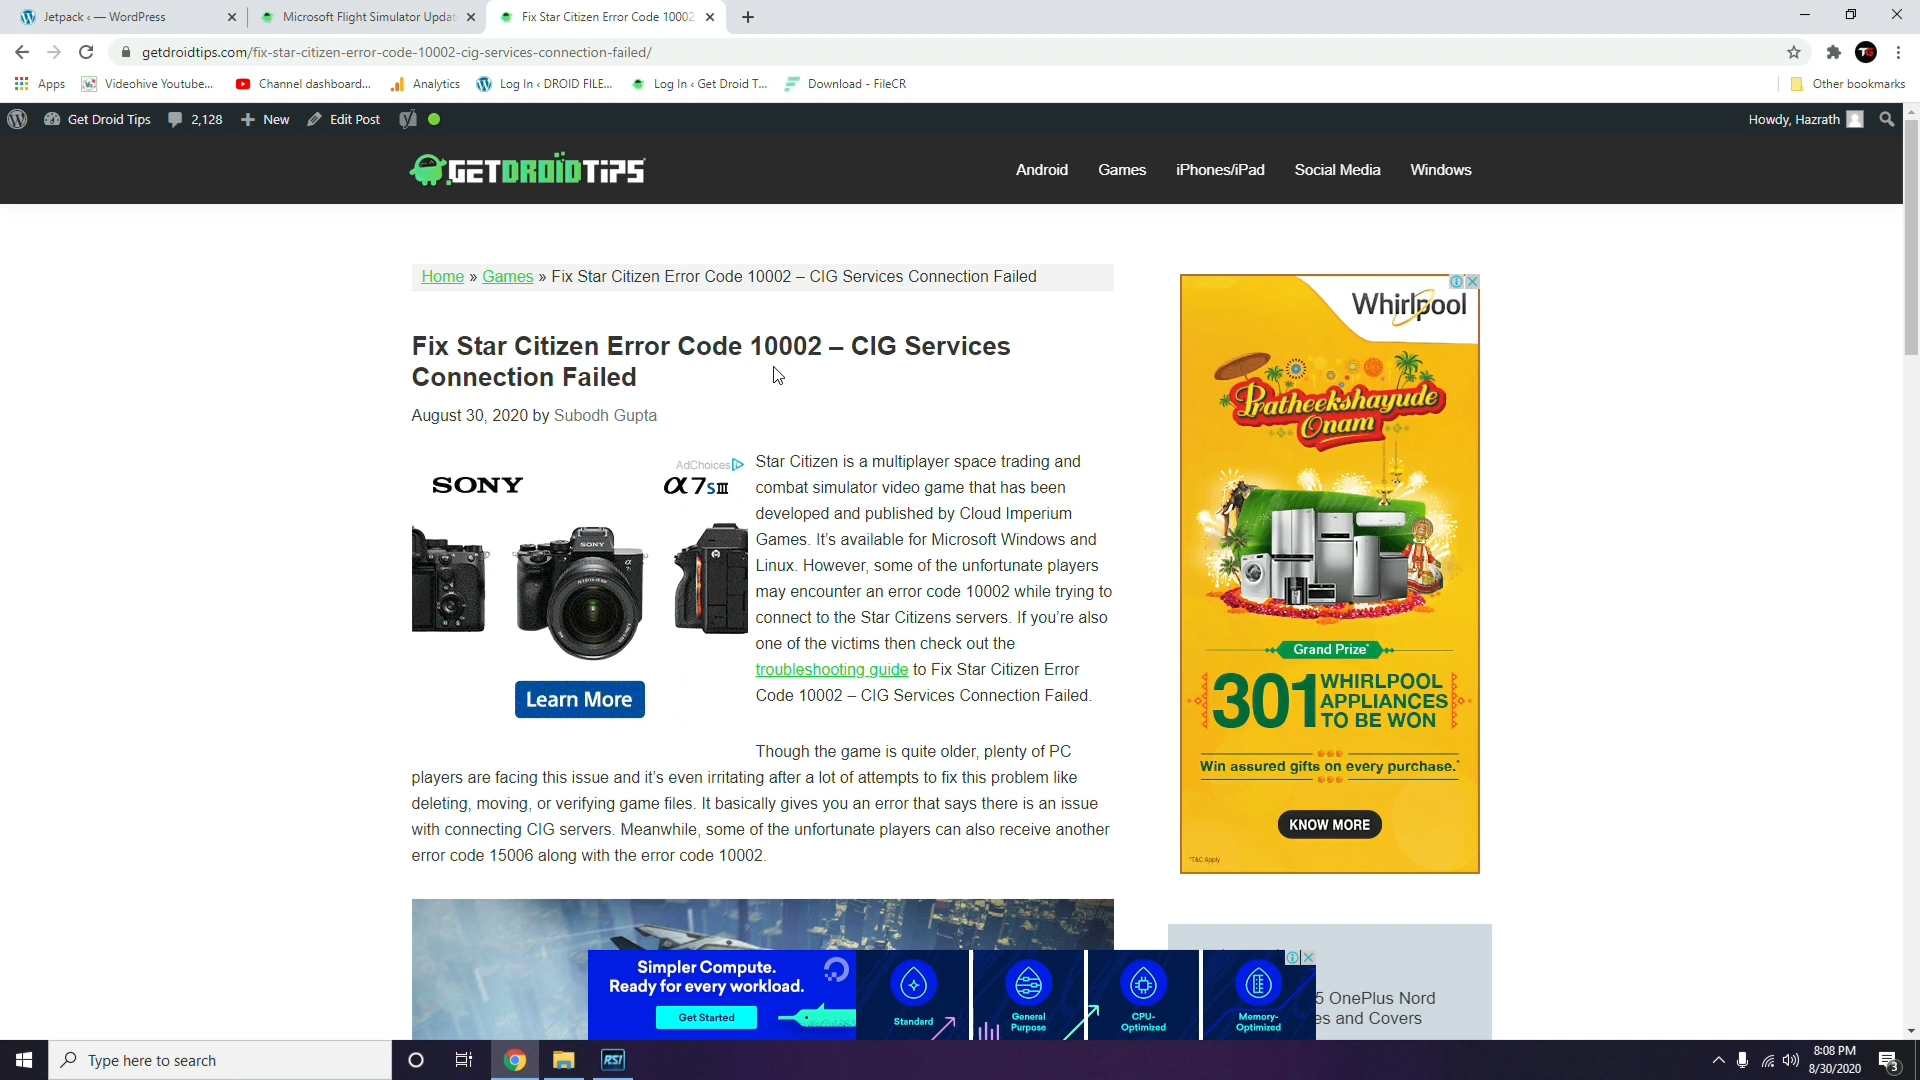 Jetpack ‹ — WordPress
Microsoft Flight Simulator Updat
Fix Star Citizen Error Code 10002
getdroidtips.com/fix-star-citizen-error-code-10002-cig-services-connection-failed/
Apps
Videohive Youtube...
Channel dashboard...
Analytics
Log In ‹ DROID FILE...
Log In ‹ Get Droid T...
Download - FileCR
Other bookmarks
Get Droid Tips
2,128
New
Edit Post
Howdy, Hazrath
GETDROIDTIPS
Android
Games
iPhones/iPad
Social Media
Windows
Home » Games » Fix Star Citizen Error Code 10002 – CIG Services Connection Failed
Fix Star Citizen Error Code 10002 – CIG Services
Connection Failed
August 30, 2020 by Subodh Gupta
AdChoices
SONY
α7SIII
SONY
Learn More
Star Citizen is a multiplayer space trading and
combat simulator video game that has been
developed and published by Cloud Imperium
Games. It's available for Microsoft Windows and
Linux. However, some of the unfortunate players
may encounter an error code 10002 while trying to
connect to the Star Citizens servers. If you're also
one of the victims then check out the
troubleshooting guide to Fix Star Citizen Error
Code 10002 – CIG Services Connection Failed.
Though the game is quite older, plenty of PC
players are facing this issue and it's even irritating after a lot of attempts to fix this problem like
deleting, moving, or verifying game files. It basically gives you an error that says there is an issue
with connecting CIG servers. Meanwhile, some of the unfortunate players can also receive another
error code 15006 along with the error code 10002.
Whirlpool
Pratheekshayude
Onam
Grand Prize*
301 WHIRLPOOL
APPLIANCES
TO BE WON
Win assured gifts on every purchase.*
KNOW MORE
*T&C Apply
Simpler Compute.
Ready for every workload.
Get Started
Standard
General
Purpose
CPU-
Optimized
Memory-
Optimized
5 OnePlus Nord
es and Covers
Type here to search
RSI
8:08 PM
8/30/2020
3